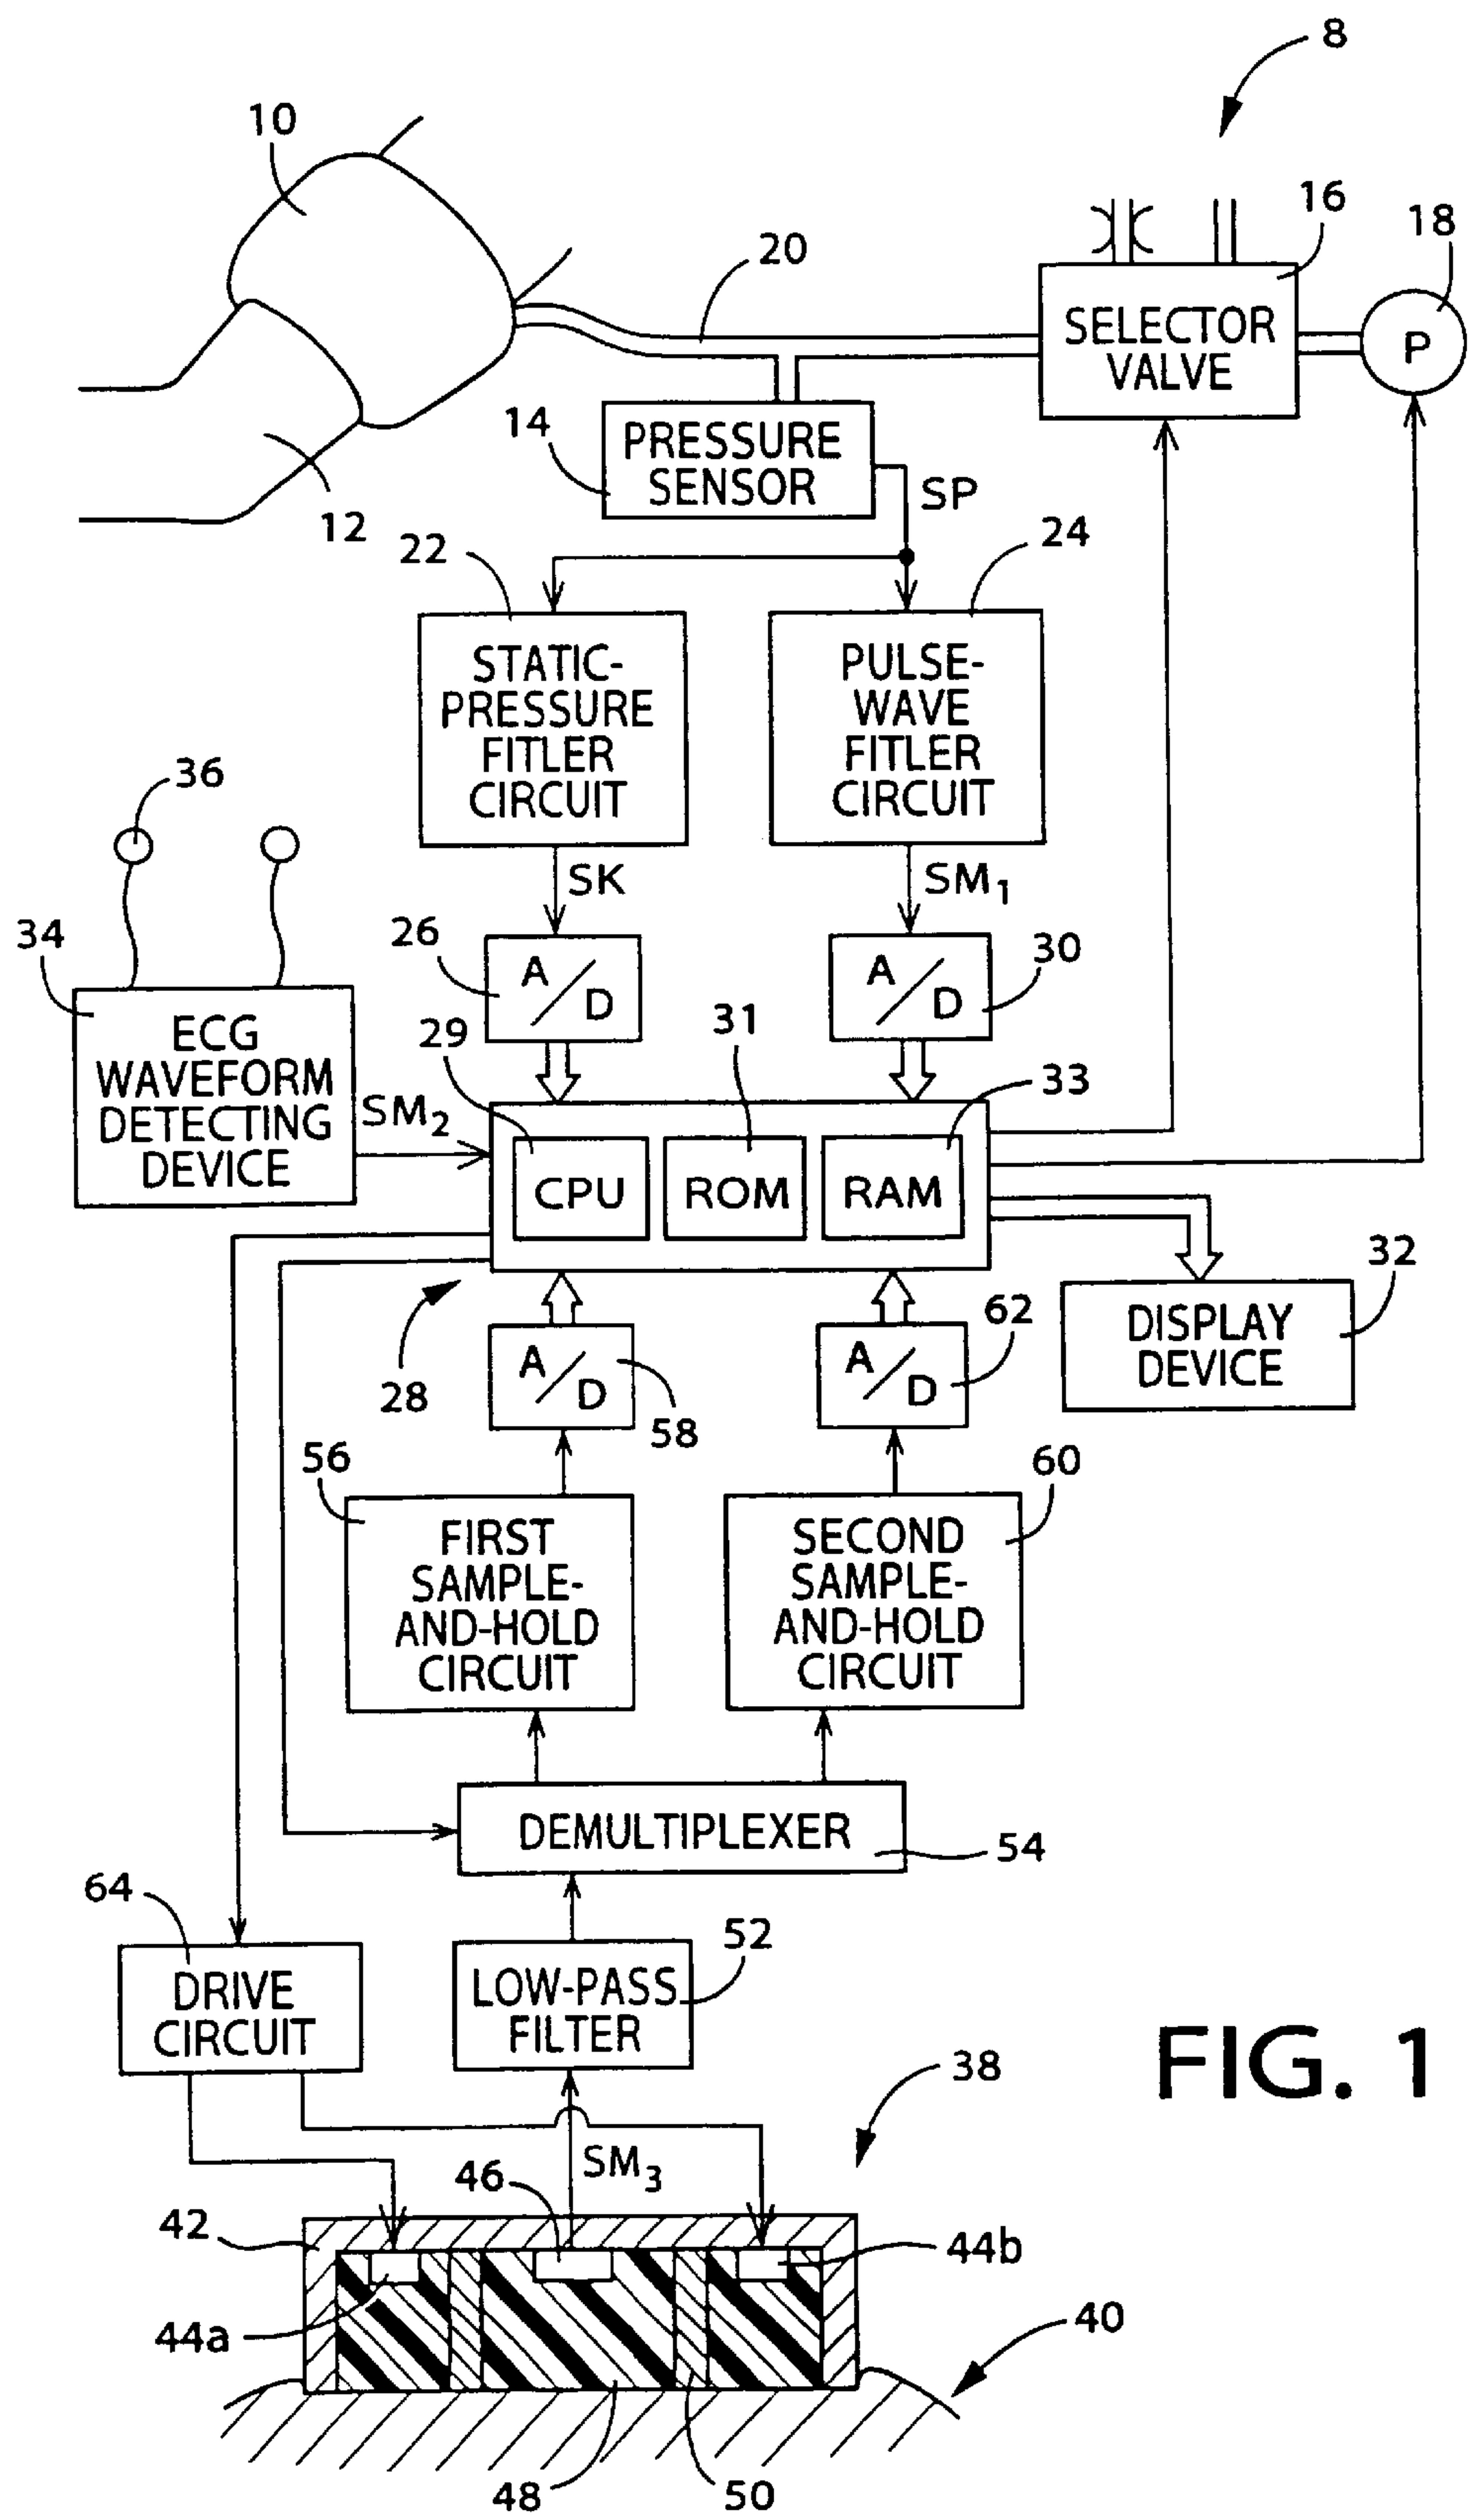 8
10
16
18
20
SELECTOR
VALVE
P
14
PRESSURE
SENSOR
SP
12
22
24
STATIC-
PRESSURE
FITLER
CIRCUIT
PULSE-
WAVE
FITLER
CIRCUIT
36
SK
SM1
34
26
A/D
A/D
30
29
31
33
ECG
WAVEFORM
DETECTING
DEVICE
SM2
CPU
ROM
RAM
32
28
A/D
58
A/D
62
DISPLAY
DEVICE
56
60
FIRST
SAMPLE-
AND-HOLD
CIRCUIT
SECOND
SAMPLE-
AND-HOLD
CIRCUIT
DEMULTIPLEXER
54
64
52
DRIVE
CIRCUIT
LOW-PASS
FILTER
FIG. 1
38
SM3
46
42
44b
44a
40
48
50